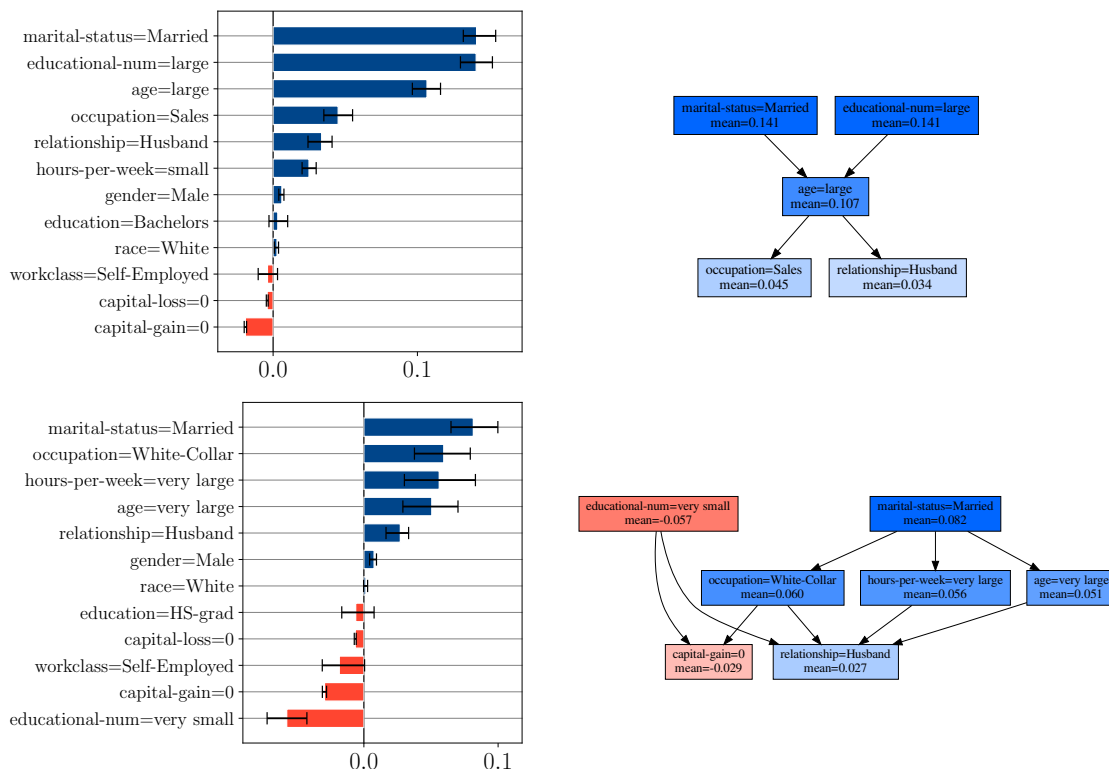 marital-status=Married
educational-num=large
age=large
occupation=Sales
relationship=Husband
hours-per-week=small
gender=Male
education=Bachelors
race=White
workclass=Self-Employed
capital-loss=0
capital-gain=0
0.0 0.1
marital-status=Married
mean=0.141
educational-num=large
mean=0.141
age=large
mean=0.107
occupation=Sales
mean=0.045
relationship=Husband
mean=0.034
marital-status=Married
occupation=White-Collar
hours-per-week=very large
age=very large
relationship=Husband
gender=Male
race=White
education=HS-grad
capital-loss=0
workclass=Self-Employed
capital-gain=0
educational-num=very small
0.0 0.1
educational-num=very small
mean=-0.057
marital-status=Married
mean=0.082
occupation=White-Collar
mean=0.060
hours-per-week=very large
mean=0.056
age=very large
mean=0.051
capital-gain=0
mean=-0.029
relationship=Husband
mean=0.027